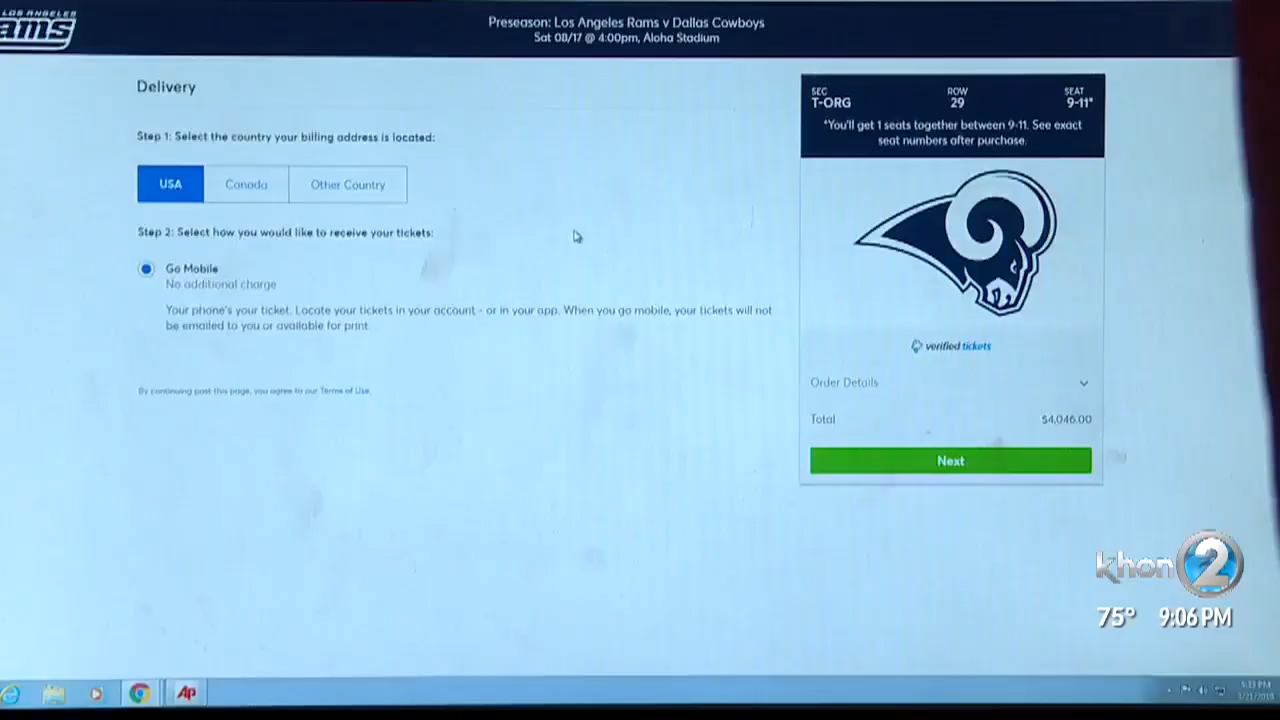 LOS ANGELES
Preseason: Los Angeles Rams v Dallas Cowboys
Sat 08/17 @ 4:00pm, Aloha Stadium
Delivery
Step 1: Select the country your billing address is located:
USA
Canada
Other Country
Step 2: Select how you would like to receive your tickets:
Go Mobile
No additional charge
Your phone's your ticket. Locate your tickets in your account - or in your app. When you go mobile, your tickets will not
be emailed to you or available for print
By continuing past this page, you agree to our Terms of Use.
SEC ROW SEAT
T-ORG 29 9-11*
*You'll get 1 seats together between 9-11. See exact
seat numbers after purchase.
verified tickets
Order Details
Total $4,046.00
Next
khon 2
75° 9:06 PM
AP